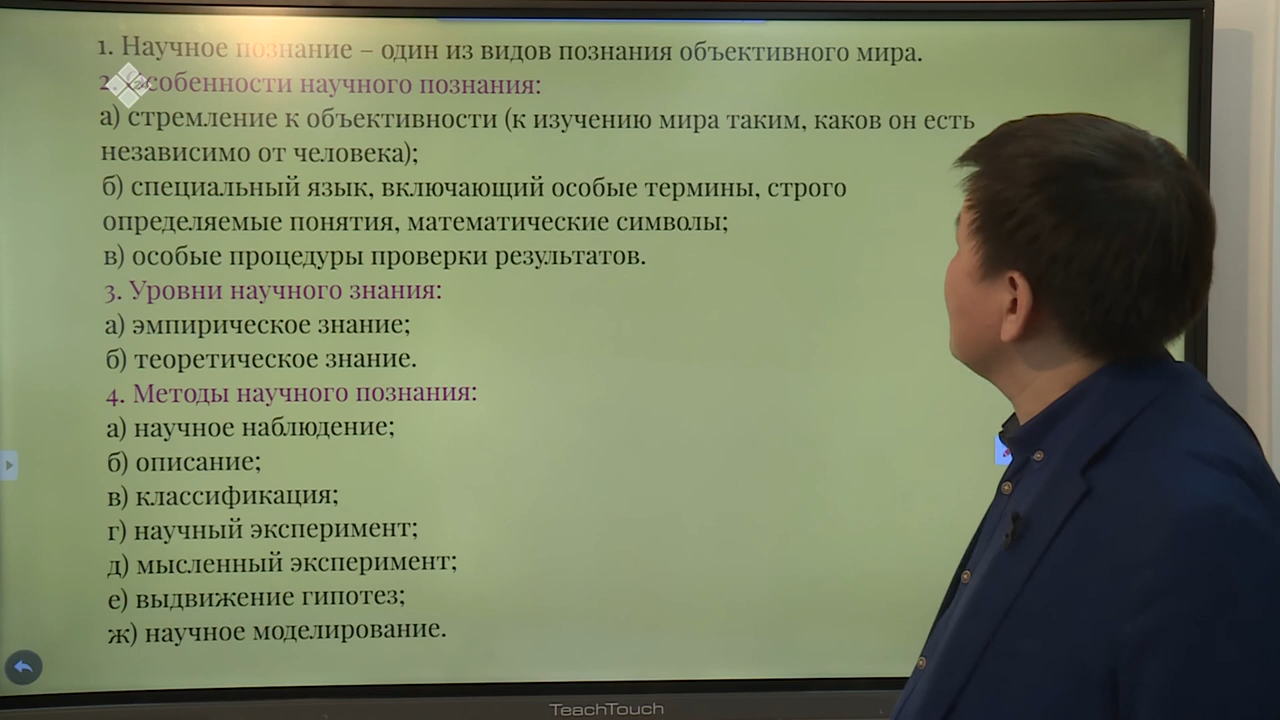 1. Научное познание – один из видов познания объективного мира.
2. Особенности научного познания:
а) стремление к объективности (к изучению мира таким, каков он есть
независимо от человека);
б) специальный язык, включающий особые термины, строго
определяемые понятия, математические символы;
в) особые процедуры проверки результатов.
3. Уровни научного знания:
а) эмпирическое знание;
б) теоретическое знание.
4. Методы научного познания:
а) научное наблюдение;
б) описание;
в) классификация;
г) научный эксперимент;
д) мысленный эксперимент;
е) выдвижение гипотез;
ж) научное моделирование.
TeachTouch